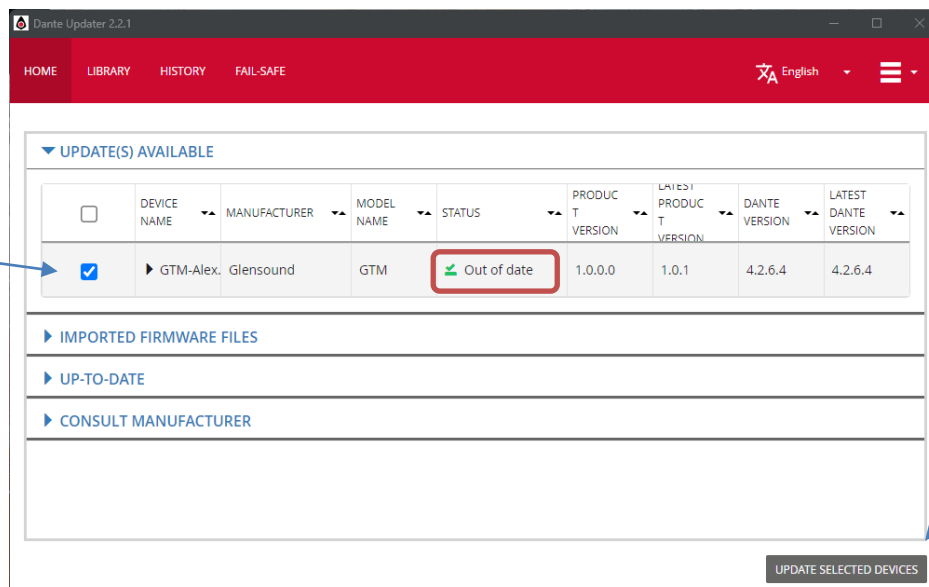 Dante Updater 2.2.1
HOME LIBRARY HISTORY FAIL-SAFE English
UPDATE(S) AVAILABLE
DEVICE NAME MANUFACTURER MODEL NAME STATUS PRODUC T VERSION LATEST PRODUC T VERSION DANTE VERSION LATEST DANTE VERSION
GTM-Alex. Glensound GTM Out of date 1.0.0.0 1.0.1 4.2.6.4 4.2.6.4
IMPORTED FIRMWARE FILES
UP-TO-DATE
CONSULT MANUFACTURER
UPDATE SELECTED DEVICES